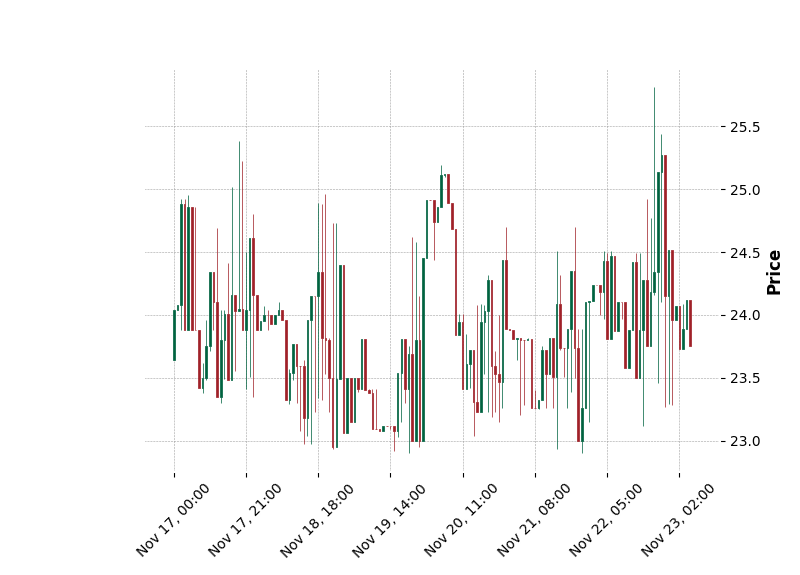 25.5
25.0
24.5
24.0
23.5
23.0
Price
Nov 17, 00:00
Nov 17, 21:00
Nov 18, 18:00
Nov 19, 14:00
Nov 20, 11:00
Nov 21, 08:00
Nov 22, 05:00
Nov 23, 02:00